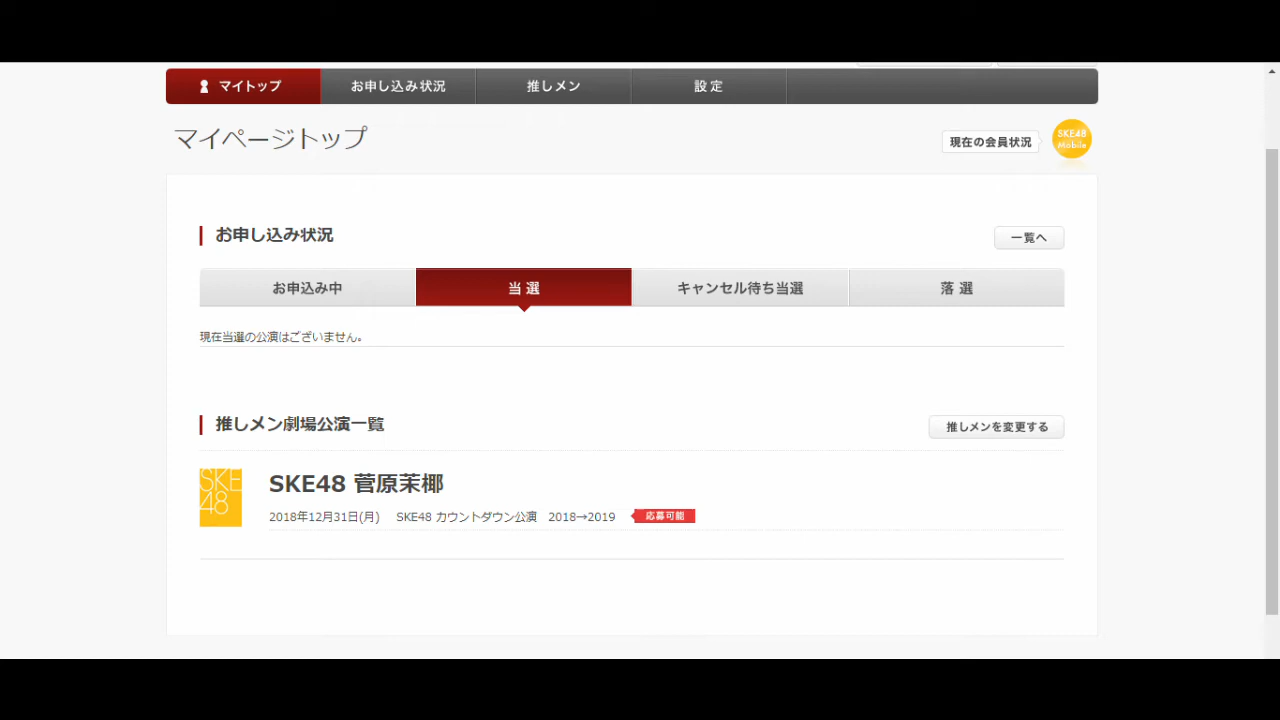 マイトップ お申し込み状況 推しメン 設定
マイページトップ
現在の会員状況
SKE48
Mobile
お申し込み状況
一覧へ
お申込み中 当選 キャンセル待ち当選 落選
現在当選の公演はございません。
推しメン劇場公演一覧
推しメンを変更する
SKE
48
SKE48 菅原茉椰
2018年12月31日(月) SKE48 カウントダウン公演 2018→2019 応募可能